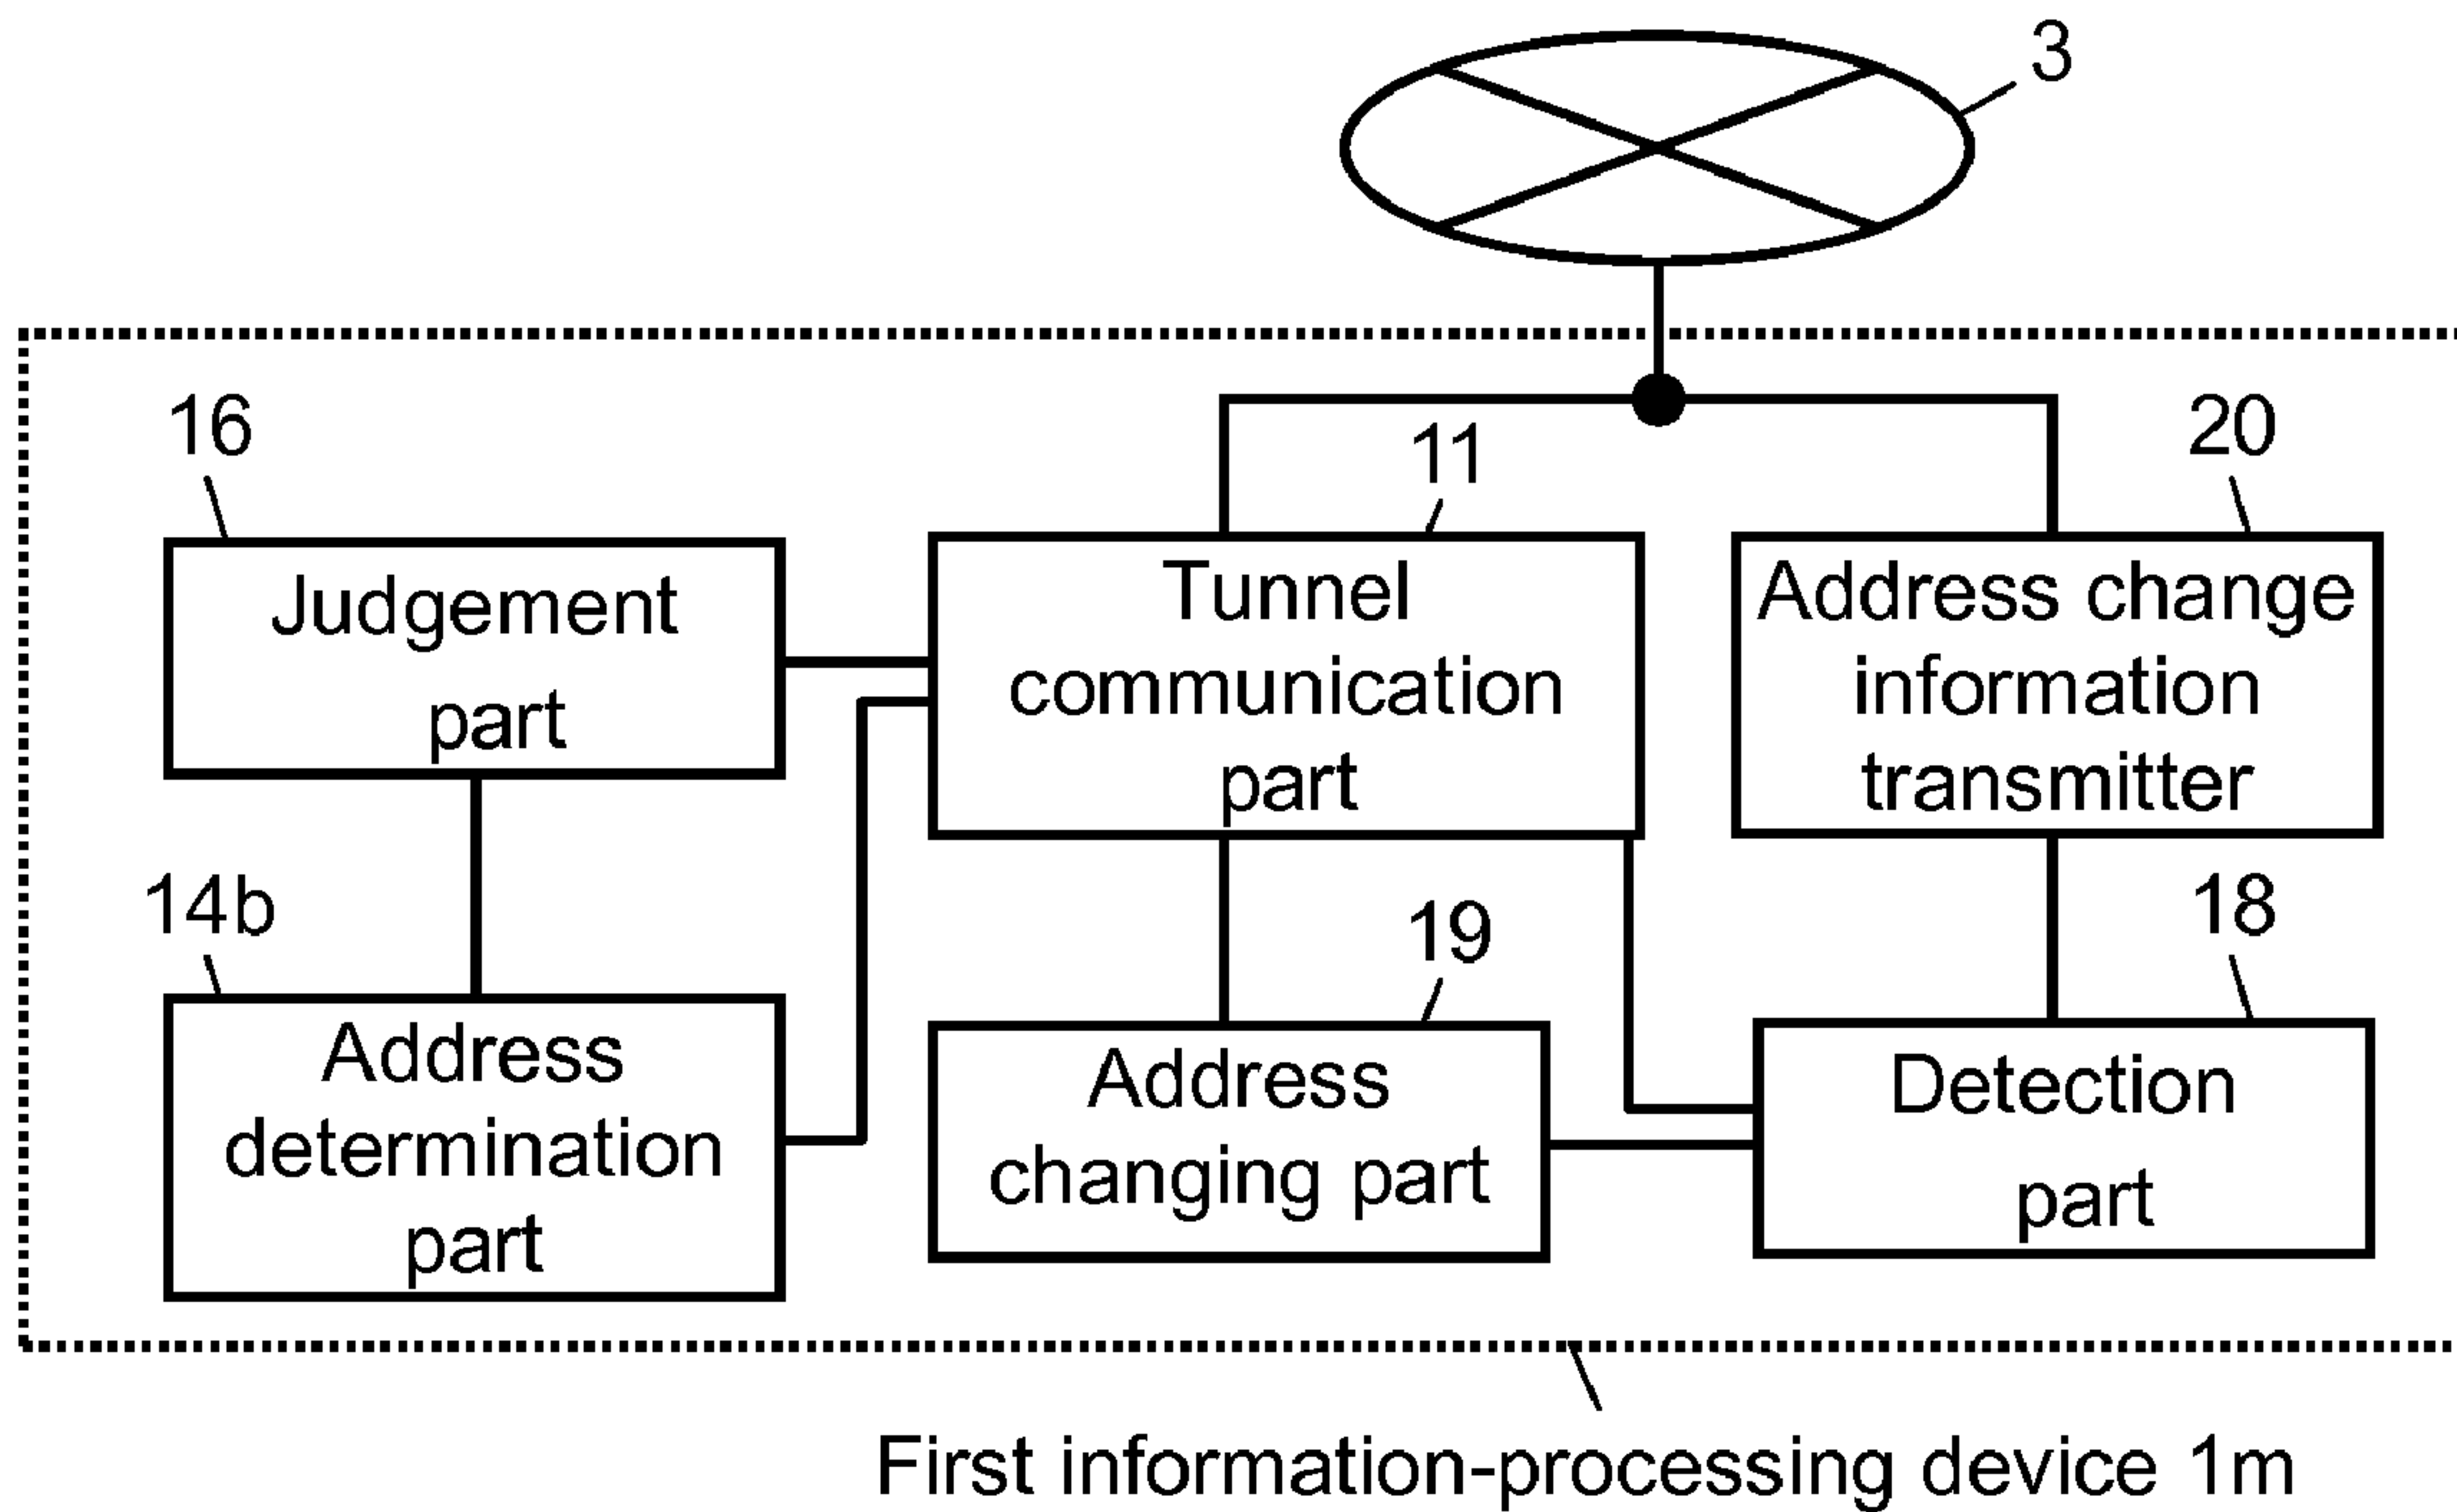 3
16
11
20
Judgement
part
Tunnel
communication
part
Address change
information
transmitter
14b
19
18
Address
determination
part
Address
changing part
Detection
part
First information-processing device 1m